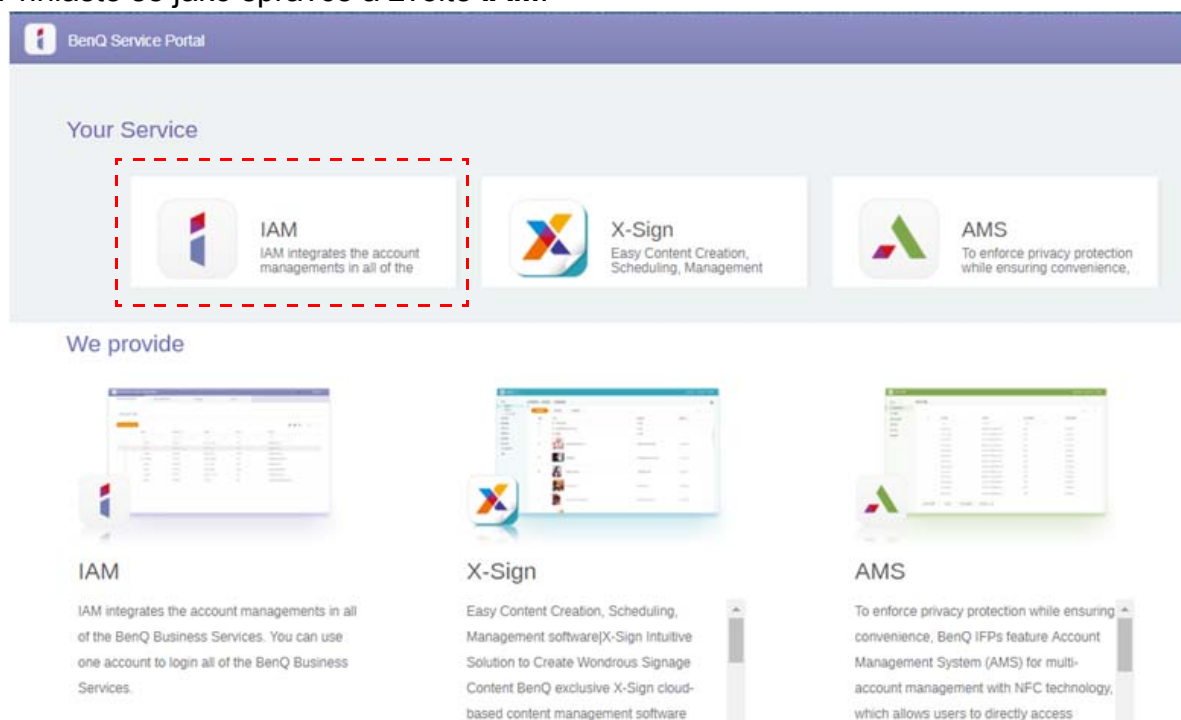 BenQ Service Portal
Your Service
IAM
IAM integrates the account
managements in all of the
X-Sign
Easy Content Creation,
Scheduling, Management
AMS
To enforce privacy protection
while ensuring convenience,
We provide
IAM
IAM integrates the account managements in all
of the BenQ Business Services. You can use
one account to login all of the BenQ Business
Services.
X-Sign
Easy Content Creation, Scheduling,
Management software|X-Sign Intuitive
Solution to Create Wondrous Signage
Content BenQ exclusive X-Sign cloud-
based content management software
AMS
To enforce privacy protection while ensuring
convenience, BenQ IFPs feature Account
Management System (AMS) for multi-
account management with NFC technology,
which allows users to directly access